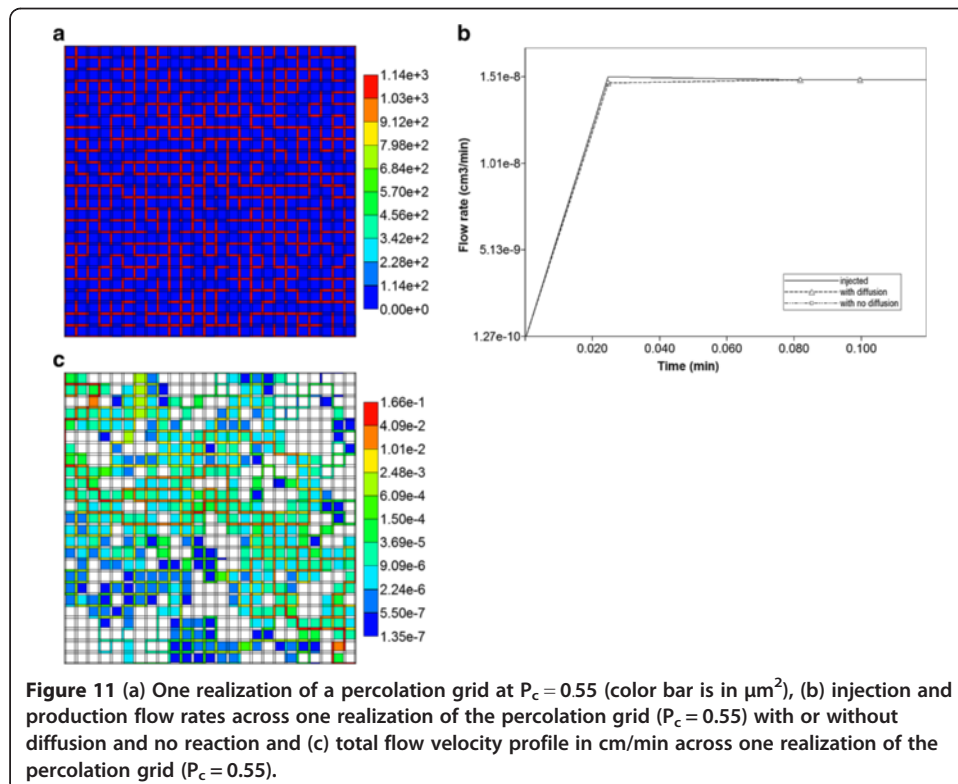 a
1.14e+3
1.03e+3
9.12e+2
7.98e+2
6.84e+2
5.70e+2
4.56e+2
3.42e+2
2.28e+2
1.14e+2
0.00e+0
b
1.51e-8
1.01e-8
5.13e-9
1.27e-10
Flow rate (cm3/min)
0.020 0.040 0.060 0.080 0.100
Time (min)
injected
with diffusion
with no diffusion
c
1.66e-1
4.09e-2
1.01e-2
2.48e-3
6.09e-4
1.50e-4
3.69e-5
9.09e-6
2.24e-6
5.50e-7
1.35e-7
Figure 11 (a) One realization of a percolation grid at Pc = 0.55 (color bar is in μm²), (b) injection and
production flow rates across one realization of the percolation grid (Pc = 0.55) with or without
diffusion and no reaction and (c) total flow velocity profile in cm/min across one realization of the
percolation grid (Pc = 0.55).